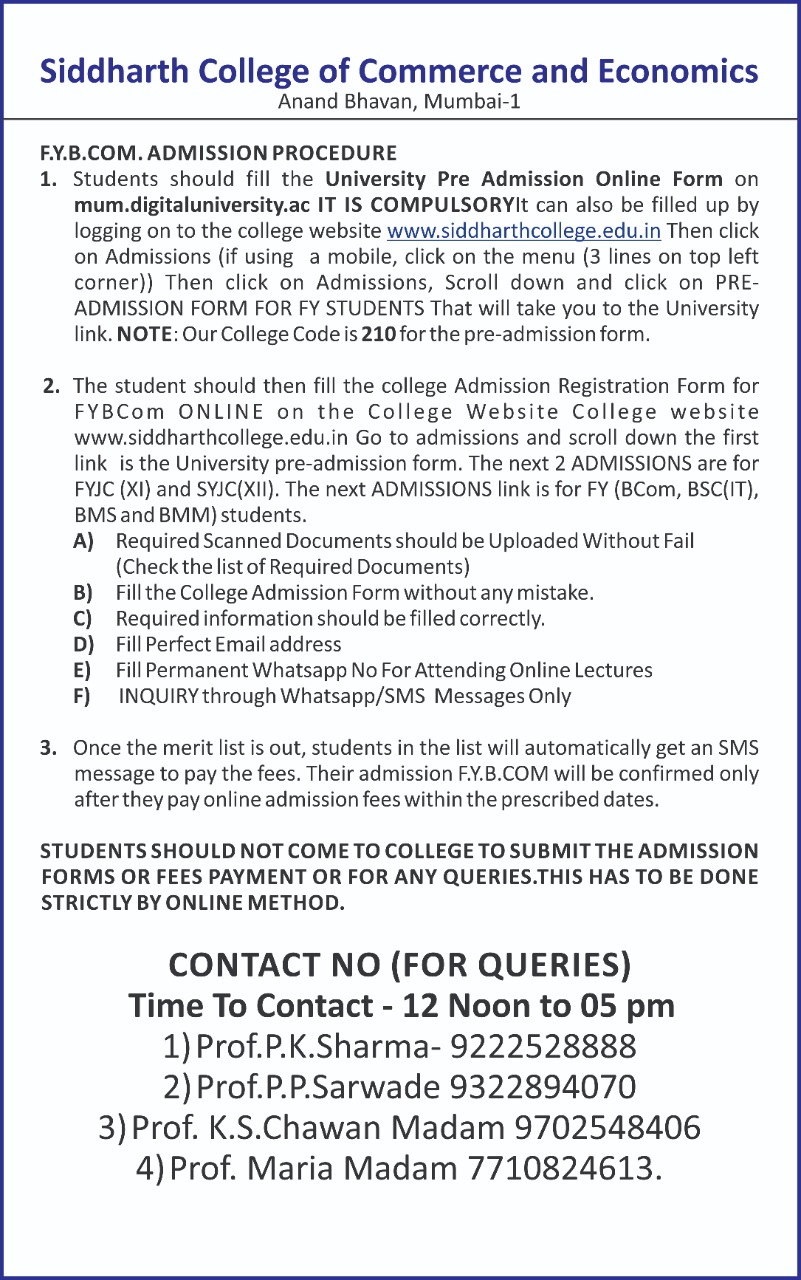 Siddharth College of Commerce and Economics
Anand Bhavan, Mumbai-1
F.Y.B.COM. ADMISSION PROCEDURE
1. Students should fill the University Pre Admission Online Form on
mum.digitaluniversity.ac IT IS COMPULSORYIt can also be filled up by
logging on to the college website www.siddharthcollege.edu.in Then click
on Admissions (if using a mobile, click on the menu (3 lines on top left
corner)) Then click on Admissions, Scroll down and click on PRE-
ADMISSION FORM FOR FY STUDENTS That will take you to the University
link. NOTE: Our College Code is 210 for the pre-admission form.
2. The student should then fill the college Admission Registration Form for
FYBCom ONLINE on the College Website College website
www.siddharthcollege.edu.in Go to admissions and scroll down the first
link is the University pre-admission form. The next 2 ADMISSIONS are for
FYJC (XI) and SYJC(XII). The next ADMISSIONS link is for FY (BCom, BSC(IT),
BMS and BMM) students.
A) Required Scanned Documents should be Uploaded Without Fail
(Check the list of Required Documents)
B) Fill the College Admission Form without any mistake.
C) Required information should be filled correctly.
D) Fill Perfect Email address
E) Fill Permanent Whatsapp No For Attending Online Lectures
F) INQUIRY through Whatsapp/SMS Messages Only
3. Once the merit list is out, students in the list will automatically get an SMS
message to pay the fees. Their admission F.Y.B.COM will be confirmed only
after they pay online admission fees within the prescribed dates.
STUDENTS SHOULD NOT COME TO COLLEGE TO SUBMIT THE ADMISSION
FORMS OR FEES PAYMENT OR FOR ANY QUERIES.THIS HAS TO BE DONE
STRICTLY BY ONLINE METHOD.
CONTACT NO (FOR QUERIES)
Time To Contact - 12 Noon to 05 pm
1)Prof.P.K.Sharma- 9222528888
2)Prof.P.P.Sarwade 9322894070
3)Prof. K.S.Chawan Madam 9702548406
4)Prof. Maria Madam 7710824613.